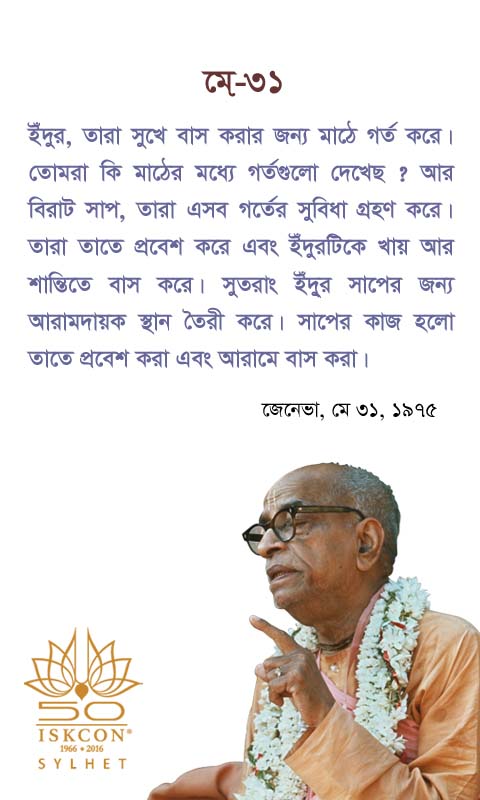 মে-৩১
ইঁদুর, তারা সুখে বাস করার জন্য মাঠে গর্ত করে।
তোমরা কি মাঠের মধ্যে গর্তগুলো দেখেছ ? আর
বিরাট সাপ, তারা এসব গর্তের সুবিধা গ্রহণ করে।
তারা তাতে প্রবেশ করে এবং ইঁদুরটিকে খায় আর
শান্তিতে বাস করে। সুতরাং ইঁদুর সাপের জন্য
আরামদায়ক স্থান তৈরী করে। সাপের কাজ হলো
তাতে প্রবেশ করা এবং আরামে বাস করা।
জেনেভা, মে ৩১, ১৯৭৫
50
ISKCON®
1966 • 2016
SYLHET